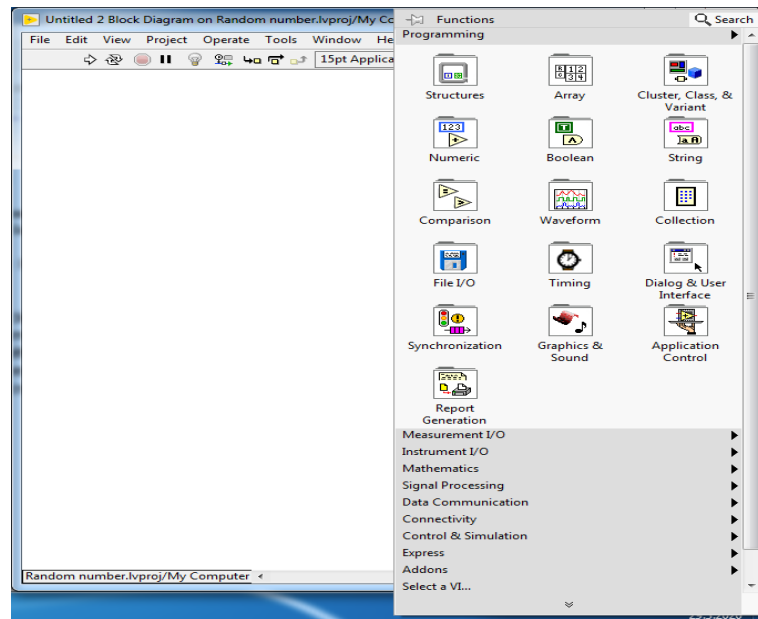 Untitled 2 Block Diagram on Random number.lvproj/My Co
File Edit View Project Operate Tools Window He
15pt Applica
Functions
Search
Programming
Structures
Array
Cluster, Class, &
Variant
Numeric
Boolean
String
Comparison
Waveform
Collection
File I/O
Timing
Dialog & User
Interface
Synchronization
Graphics &
Sound
Application
Control
Report
Generation
Measurement I/O
Instrument I/O
Mathematics
Signal Processing
Data Communication
Connectivity
Control & Simulation
Express
Addons
Select a VI...
Random number.lvproj/My Computer